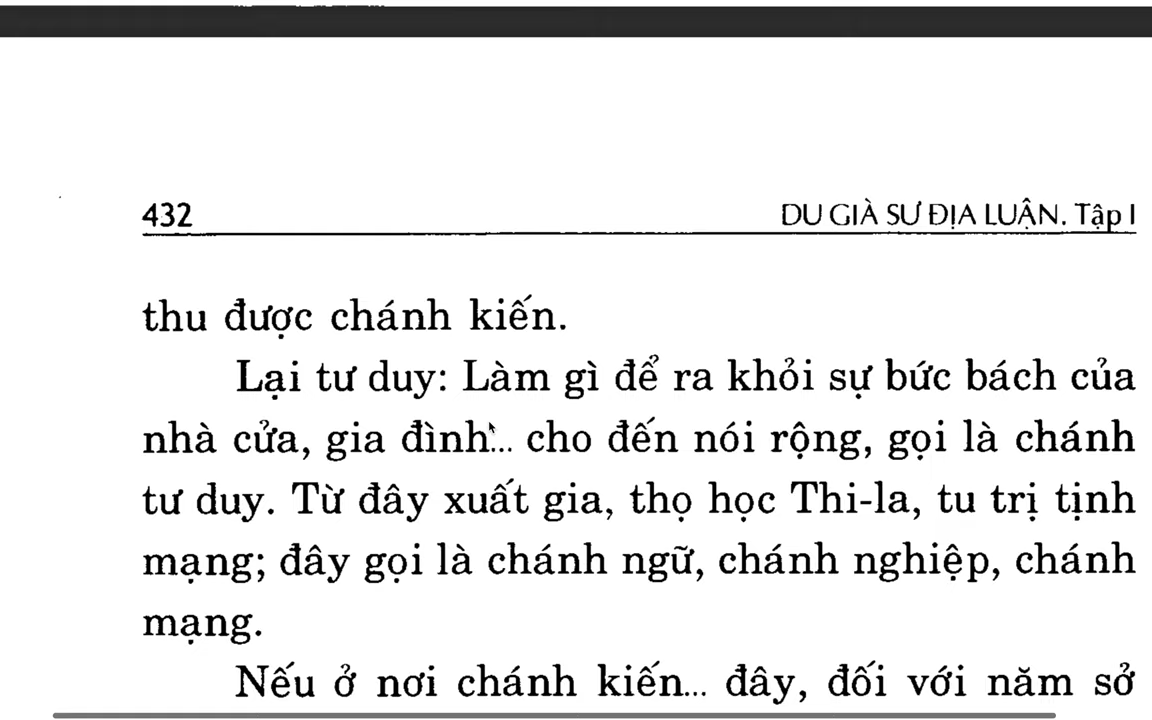 432 DU GIÀ SƯ ĐỊA LUẬN. Tập I
thu được chánh kiến.
Lại tư duy: Làm gì để ra khỏi sự bức bách của
nhà cửa, gia đình... cho đến nói rộng, gọi là chánh
tư duy. Từ đây xuất gia, thọ học Thi-la, tu trị tịnh
mạng; đây gọi là chánh ngữ, chánh nghiệp, chánh
mạng.
Nếu ở nơi chánh kiến... đây, đối với năm sở